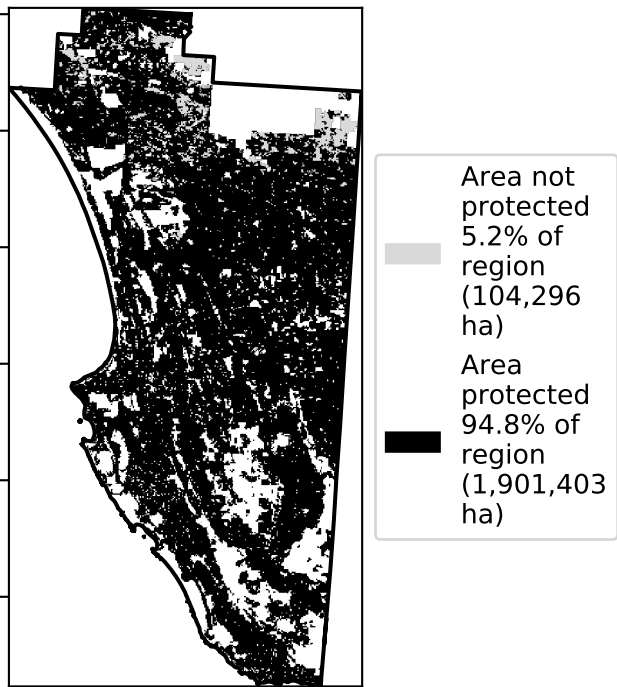 Area not
protected
5.2% of
region
(104,296
ha)
Area
protected
94.8% of
region
(1,901,403
ha)